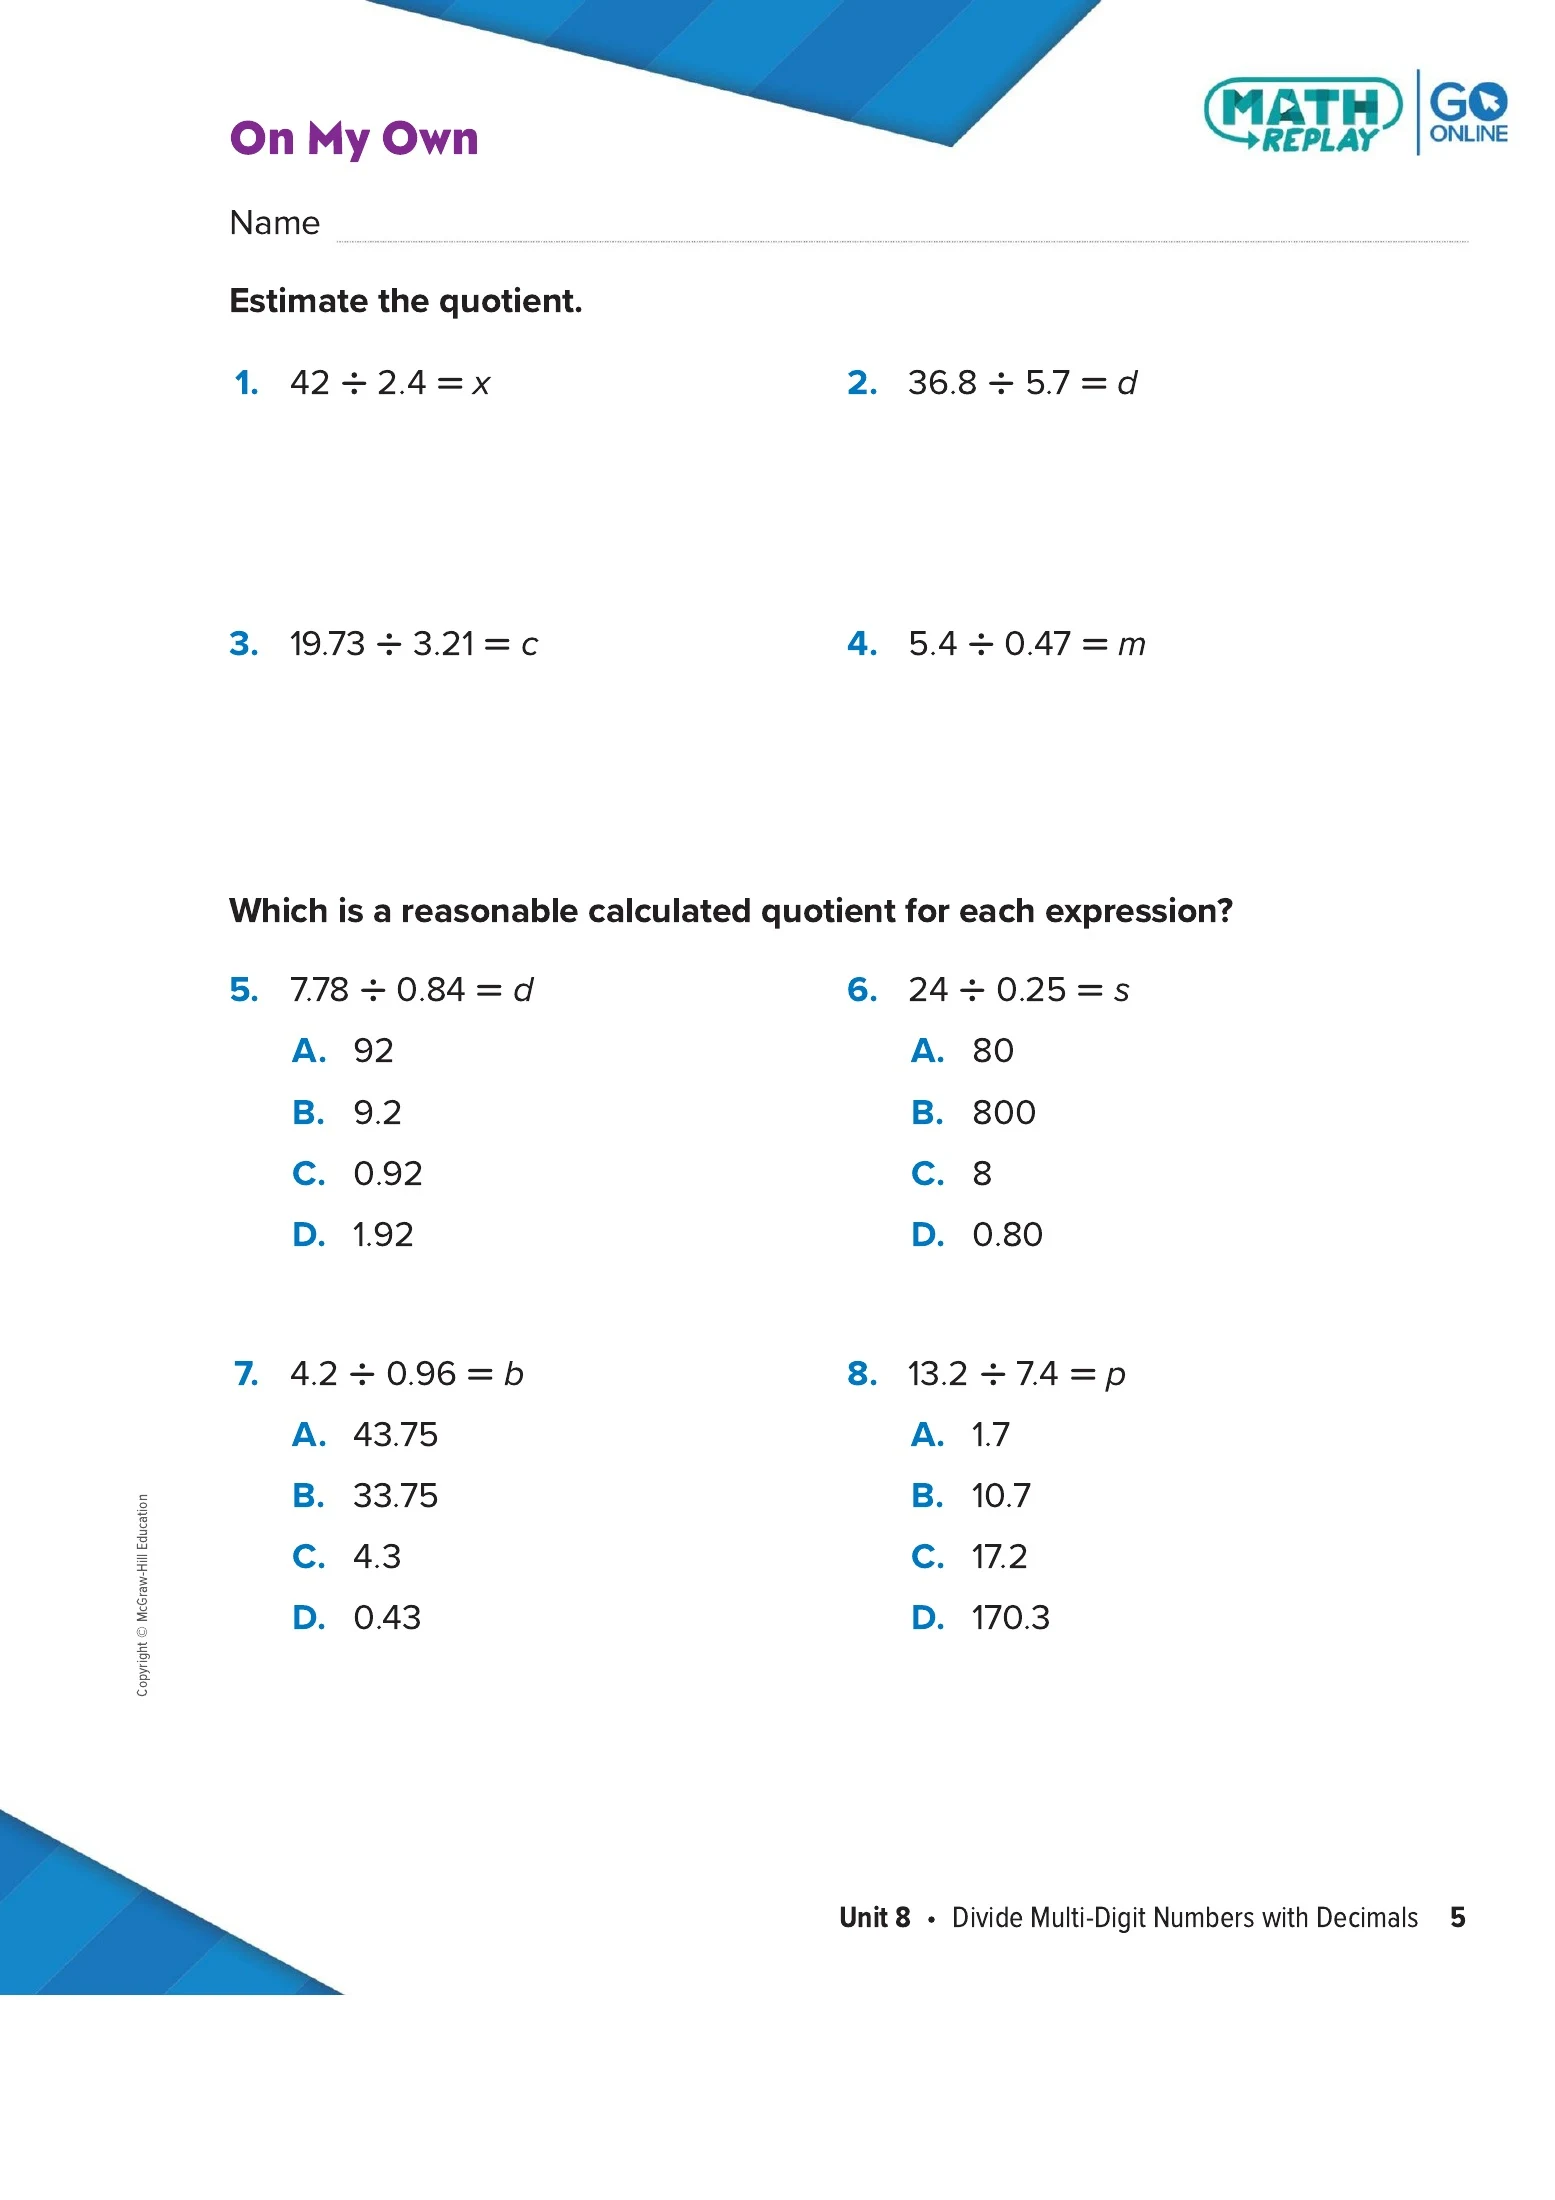 MATH
REPLAY
GO
ONLINE
On My Own
Name
Estimate the quotient.
1. 42 ÷ 2.4 = x
2. 36.8 ÷ 5.7 = d
3. 19.73 ÷ 3.21 = c
4. 5.4 ÷ 0.47 = m
Which is a reasonable calculated quotient for each expression?
5. 7.78 ÷ 0.84 = d
A. 92
B. 9.2
C. 0.92
D. 1.92
6. 24 ÷ 0.25 = s
A. 80
B. 800
C. 8
D. 0.80
7. 4.2 ÷ 0.96 = b
A. 43.75
B. 33.75
C. 4.3
D. 0.43
8. 13.2 ÷ 7.4 = p
A. 1.7
B. 10.7
C. 17.2
D. 170.3
Copyright © McGraw-Hill Education
Unit 8 • Divide Multi-Digit Numbers with Decimals 5